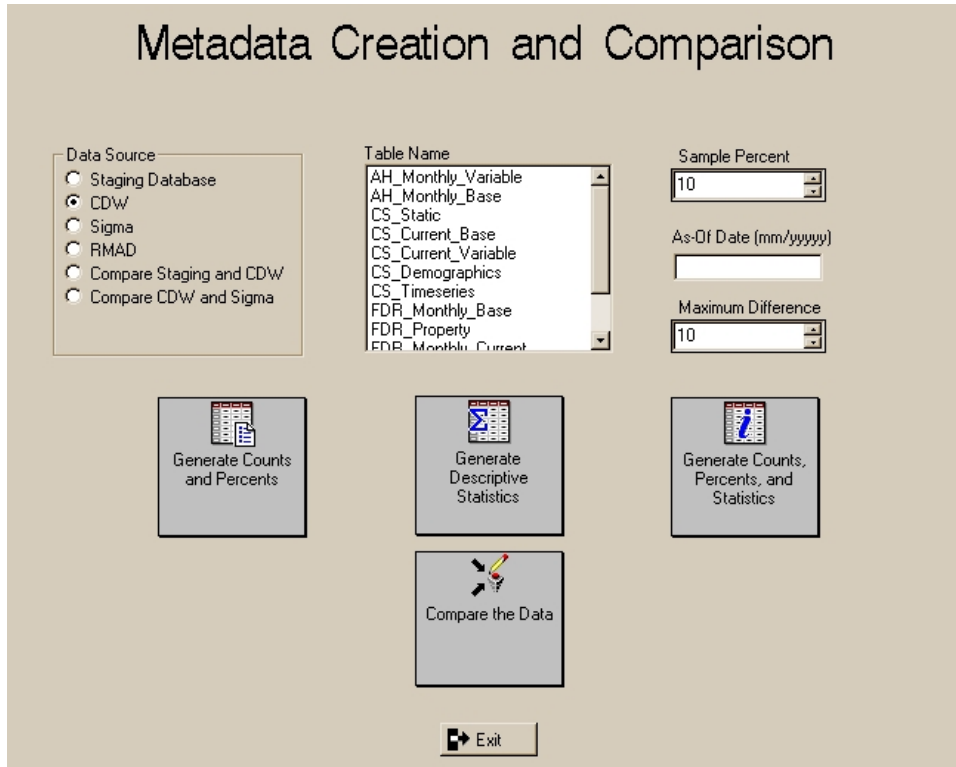 Metadata Creation and Comparison
Data Source
Staging Database
CDW
Sigma
RMAD
Compare Staging and CDW
Compare CDW and Sigma
Table Name
AH_Monthly_Variable
AH_Monthly_Base
CS_Static
CS_Current_Base
CS_Current_Variable
CS_Demographics
CS_Timeseries
FDR_Monthly_Base
FDR_Property
FDR_Monthly_Current
Sample Percent
10
As-Of Date (mm/yyyyy)
Maximum Difference
10
Generate Counts
and Percents
Generate
Descriptive
Statistics
Generate Counts,
Percents, and
Statistics
Compare the Data
Exit